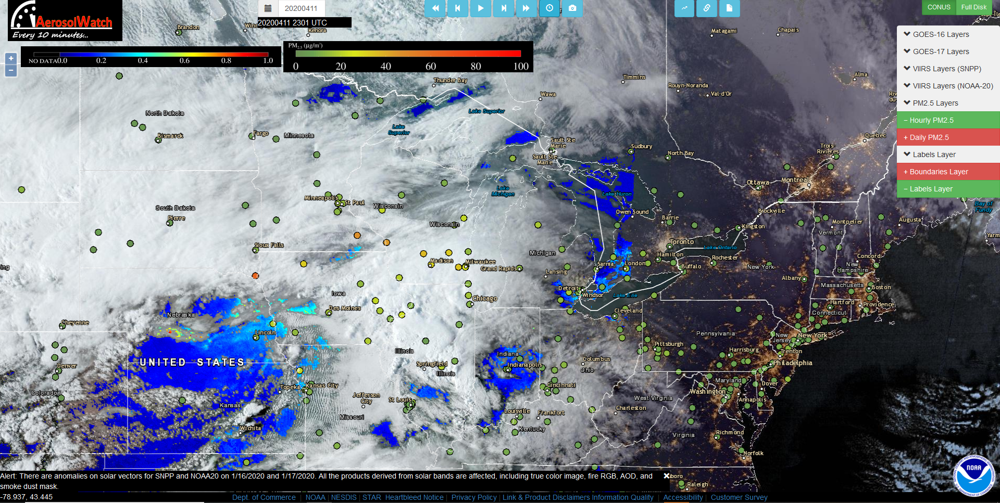 AerosolWatch
Every 10 minutes...
20200411
20200411 2301 UTC
CONUS
Full Disk
GOES-16 Layers
GOES-17 Layers
VIIRS Layers (SNPP)
VIIRS Layers (NOAA-20)
PM2.5 Layers
− Hourly PM2.5
+ Daily PM2.5
Labels Layer
+ Boundaries Layer
− Labels Layer
NO DATA 0.0 0.2 0.4 0.6 0.8 1.0
PM2.5 (µg/m³)
0 20 40 60 80 100
+
−
Brandon
Kenora
Matagami
Chapais
Thunder Bay
Timmins
Rouyn-Noranda
Val-d'Or
Alma
Wawa
North Dakota
Lake Superior
Lake
Superior
Bismarck
Fargo
Minnesota
Sault Ste
Marie
Sault Ste
Marie
Sudbury
North Bay
Trois-
Rivières
Québec
Minneapolis
St Paul
Wisconsin
Lake
Michigan
Lake Huron
Ottawa
Montreal
South Dakota
Pierre
Wisconsin
Owen Sound
Barrie
Brockville
Kingston
Montpelier
Vermont
Augusta
Bay of
Fundy
Sioux Falls
Michigan
Toronto
Lake Ontario
Hamilton
Rochester
Madison
Milwaukee
Grand Rapids
Lansing
Sarnia
London
Buffalo
New York
Albany
Concord
New
Hampshire
Massachusetts
Boston
Iowa
Des Moines
Chicago
Detroit
Windsor
Lake Erie
Cleveland
Hartford
Providence
Connecticut
Nebraska
Cheyenne
Lincoln
Pennsylvania
New
Jersey
New York
UNITED STATES
Illinois
Springfield
Illinois
Indiana
Indianapolis
Columbus
Ohio
Pittsburgh
Harrisburg
Trenton
Philadelphia
Denver
Colorado
Topeka
Kansas City
Kansas
Jefferson
City
St Louis
Missouri
Cincinnati
West Virginia
Maryland
Washington
Dover
Annapolis
Louisville
Frankfort
Kentucky
Charleston
Wichita
Virginia
Richmond
Norfolk
Raleigh
NOAA
Alert: There are anomalies on solar vectors for SNPP and NOAA20 on 1/16/2020 and 1/17/2020. All the products derived from solar bands are affected, including true color image, fire RGB, AOD, and
smoke dust mask.
-78.937, 43.445
Dept. of Commerce | NOAA | NESDIS | STAR Heartbleed Notice | Privacy Policy | Link & Product Disclaimers Information Quality | Accessibility | Customer Survey